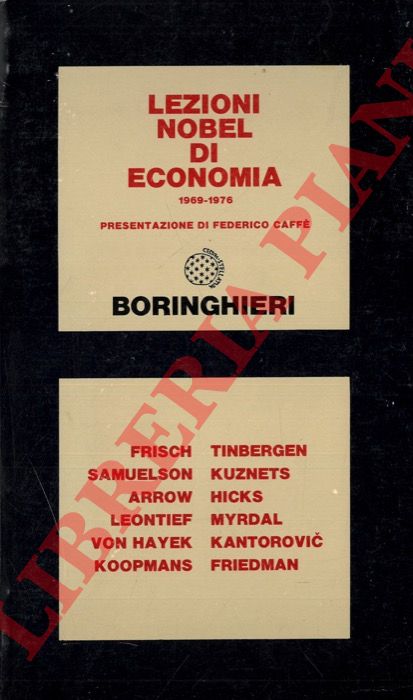 LEZIONI
NOBEL
DI
ECONOMIA
1969-1976
PRESENTAZIONE DI FEDERICO CAFFÈ
BORINGHIERI
FRISCH TINBERGEN
SAMUELSON KUZNETS
ARROW HICKS
LEONTIEF MYRDAL
VON HAYEK KANTOROVIČ
KOOPMANS FRIEDMAN
LIBRERIA PIANI